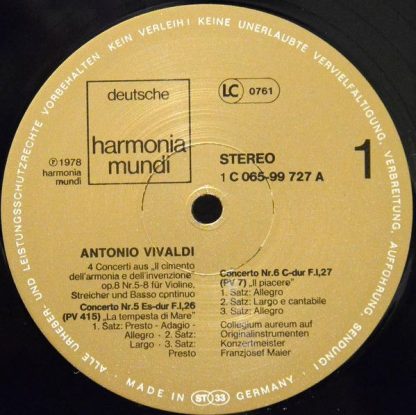 ALLE URHEBER- UND LEISTUNGSSCHUTZRECHTE VORBEHALTEN. KEIN VERLEIH! KEINE UNERLAUBTE VERVIELFÄLTIGUNG, VERBREITUNG, AUFFÜHRUNG, SENDUNG!
deutsche
harmonia
mundi
LC 0761
℗ 1978
harmonia
mundi
STEREO
1 C 065-99 727 A
1
ANTONIO VIVALDI
4 Concerti aus „Il cimento
dell'armonia e dell'invenzione"
op.8 Nr.5-8 für Violine,
Streicher und Basso continuo
Concerto Nr.5 Es-dur F.I,26
(PV 415) „La tempesta di Mare"
1. Satz: Presto - Adagio -
Allegro - 2. Satz:
Largo - 3. Satz:
Presto
Concerto Nr.6 C-dur F.I,27
(PV 7) „Il piacere"
1. Satz: Allegro
2. Satz: Largo e cantabile
3. Satz: Allegro
Collegium aureum auf
Originalinstrumenten
Konzertmeister
Franzjosef Maier
MADE IN GERMANY
ST 33